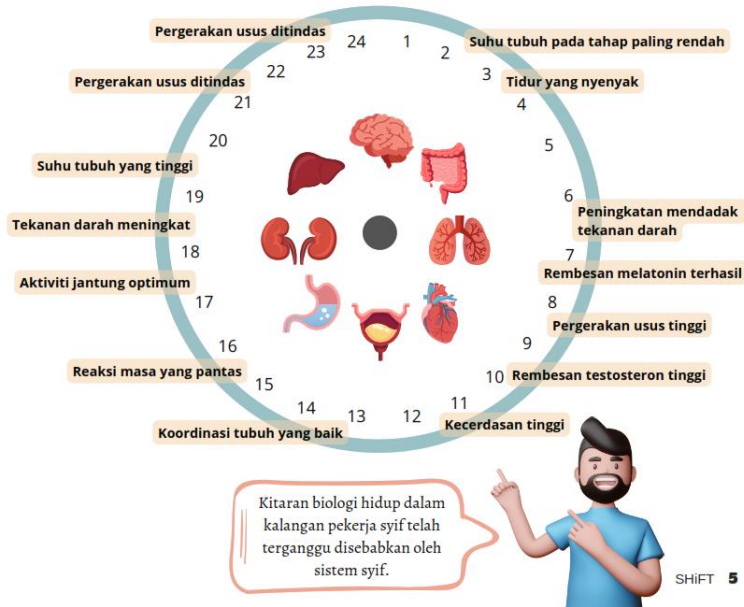 Pergerakan usus ditindas
24
1
2
Suhu tubuh pada tahap paling rendah
3
Tidur yang nyenyak
4
5
6
Peningkatan mendadak
tekanan darah
7
Rembesan melatonin terhasil
8
Pergerakan usus tinggi
9
10
Rembesan testosteron tinggi
11
Kecerdasan tinggi
12
13
Koordinasi tubuh yang baik
14
15
Reaksi masa yang pantas
16
17
Aktiviti jantung optimum
18
Tekanan darah meningkat
19
Suhu tubuh yang tinggi
20
21
Pergerakan usus ditindas
22
23
Kitaran biologi hidup dalam
kalangan pekerja syif telah
terganggu disebabkan oleh
sistem syif.
SHiFT 5